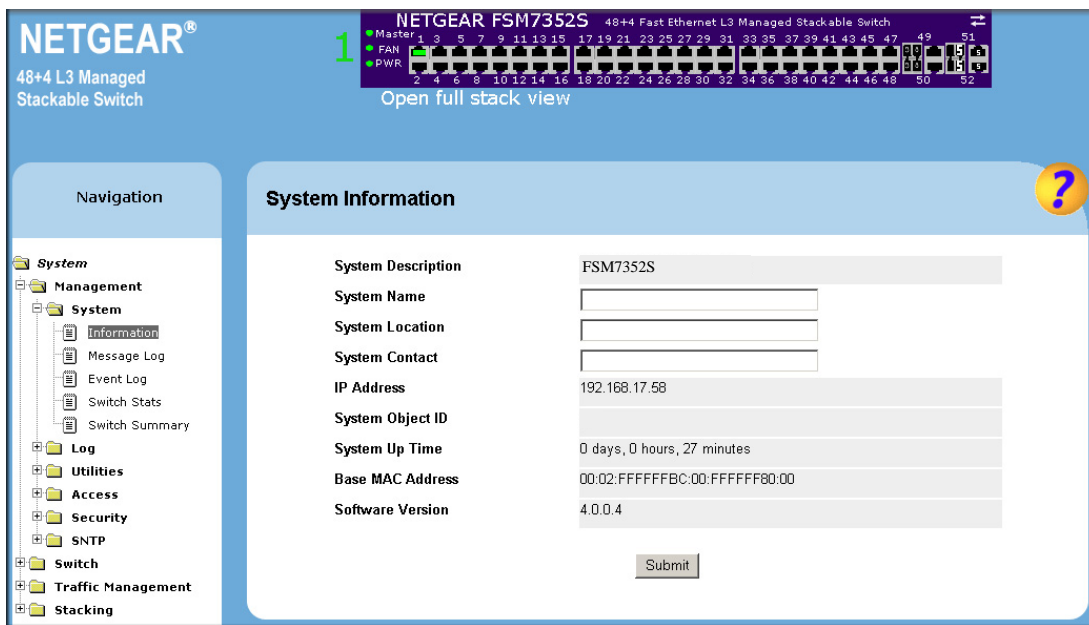 NETGEAR®
48+4 L3 Managed
Stackable Switch
1
NETGEAR FSM7352S 48+4 Fast Ethernet L3 Managed Stackable Switch
Master
FAN
PWR
1 3 5 7 9 11 13 15 17 19 21 23 25 27 29 31 33 35 37 39 41 43 45 47 49 51
2 4 6 8 10 12 14 16 18 20 22 24 26 28 30 32 34 36 38 40 42 44 46 48 50 52
Open full stack view
Navigation
System
Management
System
Information
Message Log
Event Log
Switch Stats
Switch Summary
Log
Utilities
Access
Security
SNTP
Switch
Traffic Management
Stacking
System Information
?
System Description FSM7352S
System Name
System Location
System Contact
IP Address 192.168.17.58
System Object ID
System Up Time 0 days, 0 hours, 27 minutes
Base MAC Address 00:02:FFFFFFBC:00:FFFFFF80:00
Software Version 4.0.0.4
Submit